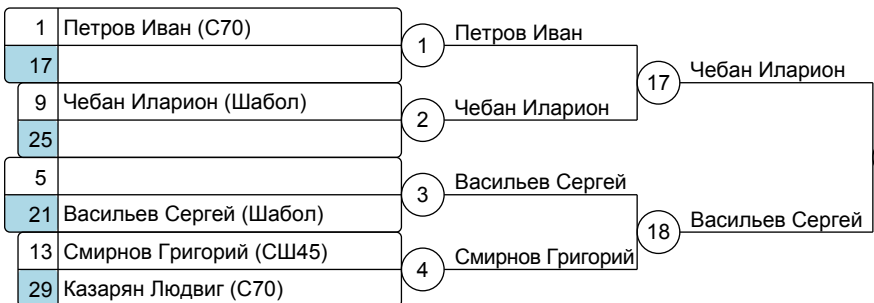 1 Петров Иван (С70)
17
9 Чебан Иларион (Шабол)
25
5
21 Васильев Сергей (Шабол)
13 Смирнов Григорий (СШ45)
29 Казарян Людвиг (С70)
1 Петров Иван
2 Чебан Иларион
3 Васильев Сергей
4 Смирнов Григорий
17 Чебан Иларион
18 Васильев Сергей